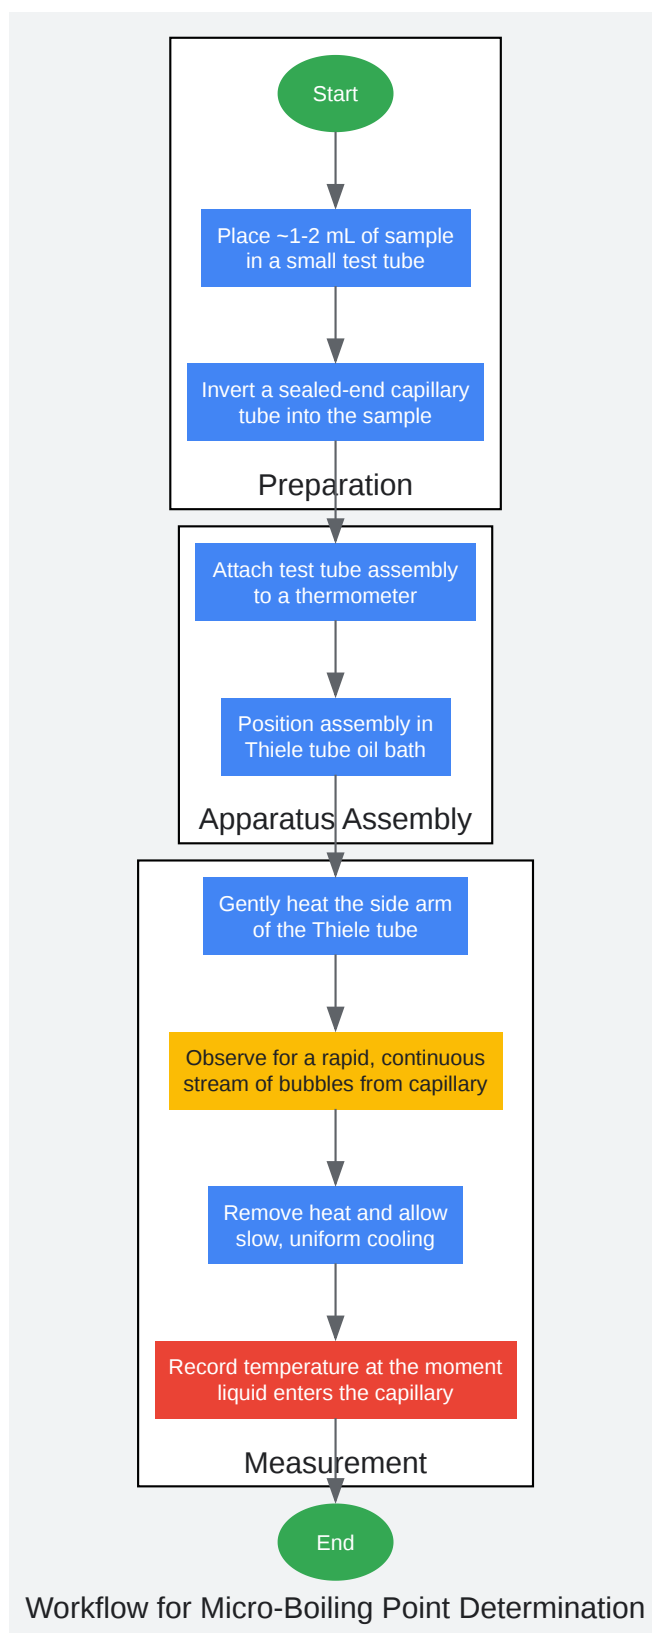 Start
Place ~1-2 mL of sample
in a small test tube
Invert a sealed-end capillary
tube into the sample
Preparation
Attach test tube assembly
to a thermometer
Position assembly in
Thiele tube oil bath
Apparatus Assembly
Gently heat the side arm
of the Thiele tube
Observe for a rapid, continuous
stream of bubbles from capillary
Remove heat and allow
slow, uniform cooling
Record temperature at the moment
liquid enters the capillary
Measurement
End
Workflow for Micro-Boiling Point Determination